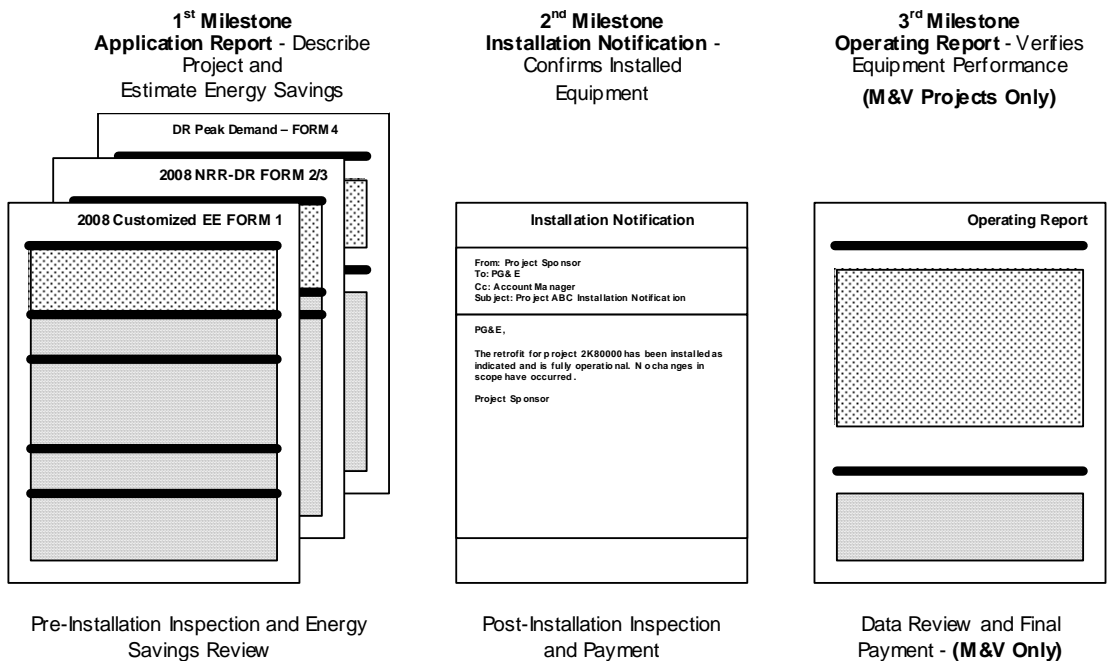 1st Milestone
Application Report - Describe
Project and
Estimate Energy Savings
DR Peak Demand – FORM 4
2008 NRR-DR FORM 2/3
2008 Customized EE FORM 1
Pre-Installation Inspection and Energy
Savings Review
2nd Milestone
Installation Notification -
Confirms Installed
Equipment
Installation Notification
From: Project Sponsor
To: PG&E
Cc: Account Manager
Subject: Project ABC Installation Notification
PG&E,
The retrofit for project 2K80000 has been installed as
indicated and is fully operational. No changes in
scope have occurred.
Project Sponsor
Post-Installation Inspection
and Payment
3rd Milestone
Operating Report - Verifies
Equipment Performance
(M&V Projects Only)
Operating Report
Data Review and Final
Payment - (M&V Only)